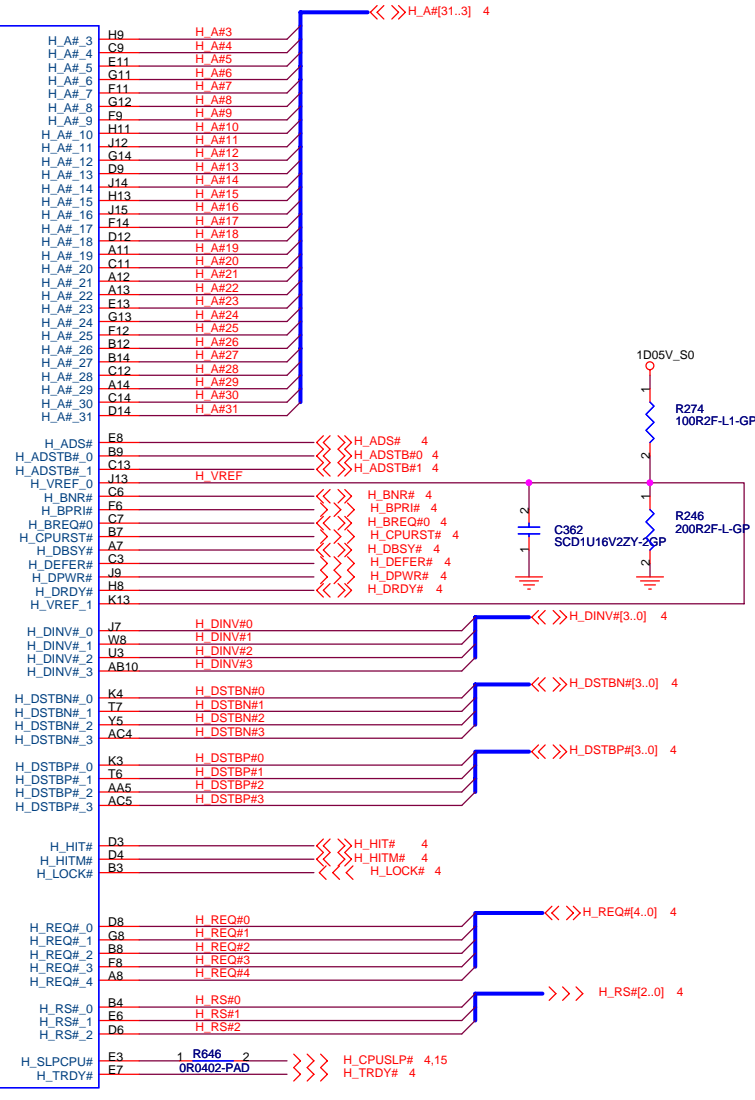 H_A#[31..3] 4
H_A#_3 H9 H_A#3
H_A#_4 C9 H_A#4
H_A#_5 E11 H_A#5
H_A#_6 G11 H_A#6
H_A#_7 F11 H_A#7
H_A#_8 G12 H_A#8
H_A#_9 F9 H_A#9
H_A#_10 H11 H_A#10
H_A#_11 J12 H_A#11
H_A#_12 G14 H_A#12
H_A#_13 D9 H_A#13
H_A#_14 J14 H_A#14
H_A#_15 H13 H_A#15
H_A#_16 J15 H_A#16
H_A#_17 F14 H_A#17
H_A#_18 D12 H_A#18
H_A#_19 A11 H_A#19
H_A#_20 C11 H_A#20
H_A#_21 A12 H_A#21
H_A#_22 A13 H_A#22
H_A#_23 E13 H_A#23
H_A#_24 G13 H_A#24
H_A#_25 F12 H_A#25
H_A#_26 B12 H_A#26
H_A#_27 B14 H_A#27
H_A#_28 C12 H_A#28
H_A#_29 A14 H_A#29
H_A#_30 C14 H_A#30
H_A#_31 D14 H_A#31
1D05V_S0
1
R274
100R2F-L1-GP
2
H_ADS# E8 H_ADS# 4
H_ADSTB#_0 B9 H_ADSTB#0 4
H_ADSTB#_1 C13 H_ADSTB#1 4
H_VREF_0 J13 H_VREF
H_BNR# C6 H_BNR# 4
H_BPRI# F6 H_BPRI# 4
H_BREQ#0 C7 H_BREQ#0 4
H_CPURST# B7 H_CPURST# 4
H_DBSY# A7 H_DBSY# 4
H_DEFER# C3 H_DEFER# 4
H_DPWR# J9 H_DPWR# 4
H_DRDY# H8 H_DRDY# 4
H_VREF_1 K13
2
C362
SCD1U16V2ZY-2GP
1
1
R246
200R2F-L-GP
2
H_DINV#[3..0] 4
H_DINV#_0 J7 H_DINV#0
H_DINV#_1 W8 H_DINV#1
H_DINV#_2 U3 H_DINV#2
H_DINV#_3 AB10 H_DINV#3
H_DSTBN#[3..0] 4
H_DSTBN#_0 K4 H_DSTBN#0
H_DSTBN#_1 T7 H_DSTBN#1
H_DSTBN#_2 Y5 H_DSTBN#2
H_DSTBN#_3 AC4 H_DSTBN#3
H_DSTBP#[3..0] 4
H_DSTBP#_0 K3 H_DSTBP#0
H_DSTBP#_1 T6 H_DSTBP#1
H_DSTBP#_2 AA5 H_DSTBP#2
H_DSTBP#_3 AC5 H_DSTBP#3
H_HIT# D3 H_HIT# 4
H_HITM# D4 H_HITM# 4
H_LOCK# B3 H_LOCK# 4
H_REQ#[4..0] 4
H_REQ#_0 D8 H_REQ#0
H_REQ#_1 G8 H_REQ#1
H_REQ#_2 B8 H_REQ#2
H_REQ#_3 F8 H_REQ#3
H_REQ#_4 A8 H_REQ#4
H_RS#[2..0] 4
H_RS#_0 B4 H_RS#0
H_RS#_1 E6 H_RS#1
H_RS#_2 D6 H_RS#2
H_SLPCPU# E3 1 R646 2 H_CPUSLP# 4,15
0R0402-PAD
H_TRDY# E7 H_TRDY# 4